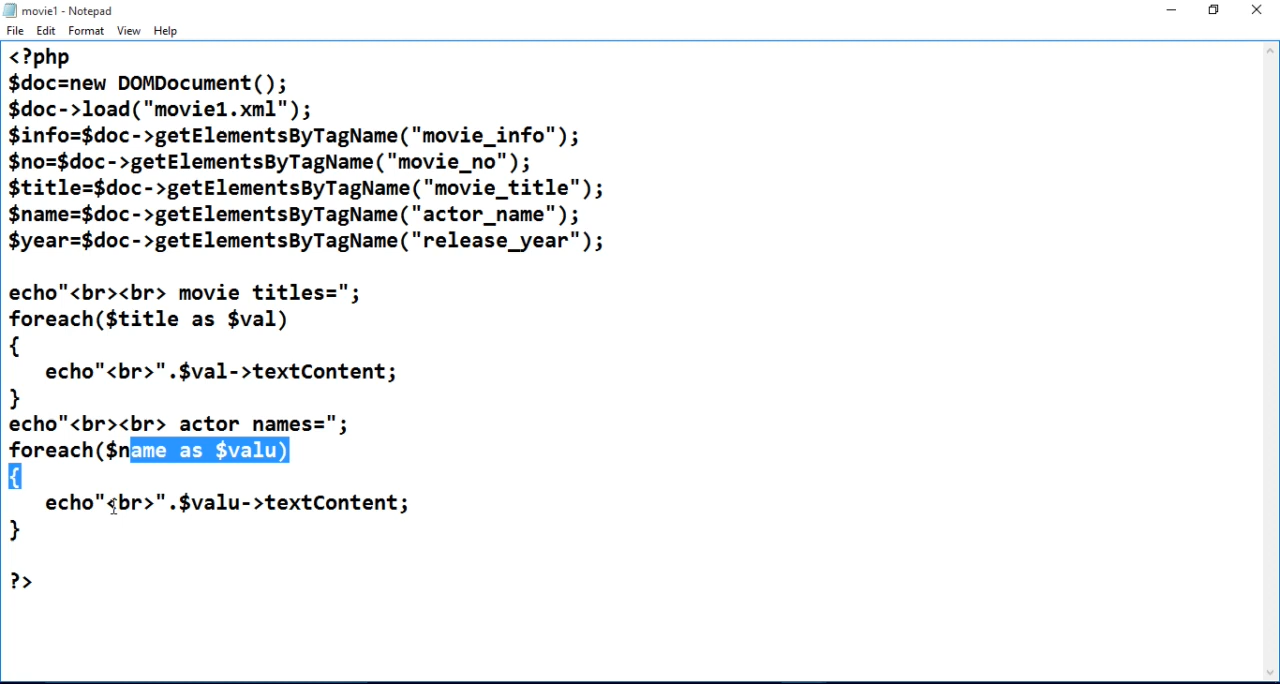 movie1 - Notepad
File Edit Format View Help
<?php
$doc=new DOMDocument();
$doc->load("movie1.xml");
$info=$doc->getElementsByTagName("movie_info");
$no=$doc->getElementsByTagName("movie_no");
$title=$doc->getElementsByTagName("movie_title");
$name=$doc->getElementsByTagName("actor_name");
$year=$doc->getElementsByTagName("release_year");

echo"<br><br> movie titles=";
foreach($title as $val)
{
   echo"<br>".$val->textContent;
}
echo"<br><br> actor names=";
foreach($name as $valu)
{
   echo"<br>".$valu->textContent;
}

?>